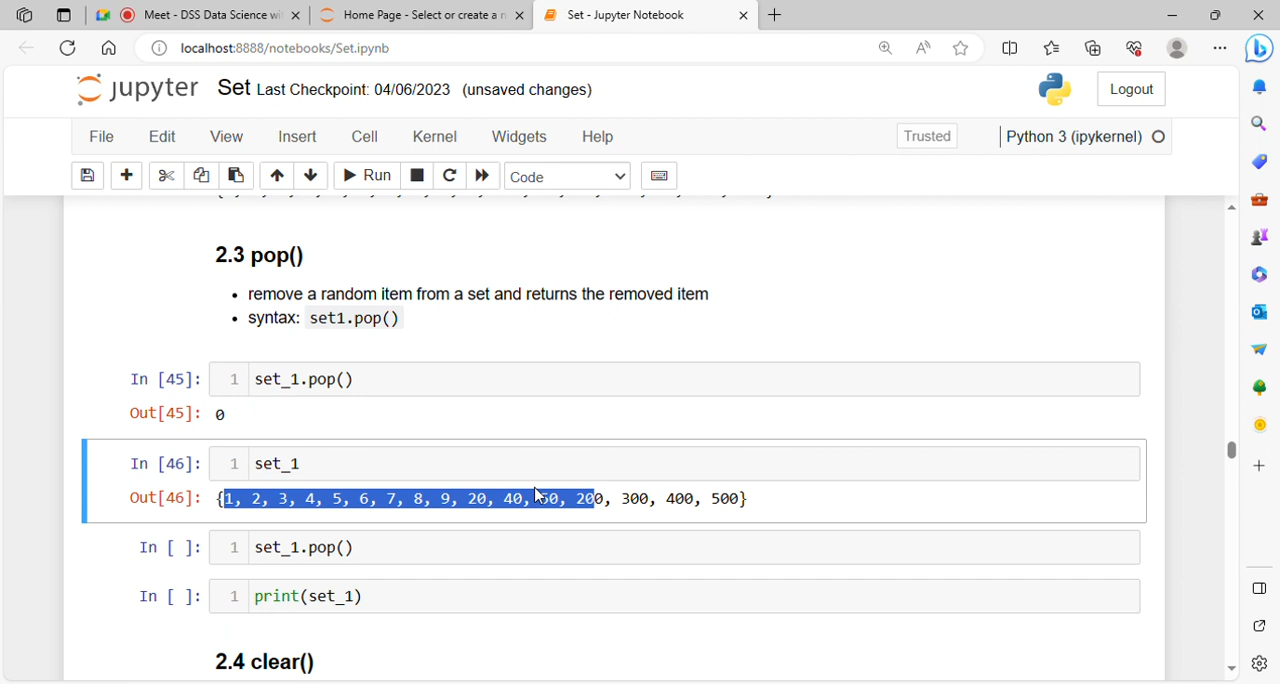 Meet - DSS Data Science wi
Home Page - Select or create a n
Set - Jupyter Notebook
localhost:8888/notebooks/Set.ipynb
jupyter Set Last Checkpoint: 04/06/2023 (unsaved changes)
Logout
File Edit View Insert Cell Kernel Widgets Help
Trusted Python 3 (ipykernel)
Run Code
2.3 pop()
• remove a random item from a set and returns the removed item
• syntax: set1.pop()
In [45]: 1 set_1.pop()
Out[45]: 0
In [46]: 1 set_1
Out[46]: {1, 2, 3, 4, 5, 6, 7, 8, 9, 20, 40, 60, 200, 300, 400, 500}
In [ ]: 1 set_1.pop()
In [ ]: 1 print(set_1)
2.4 clear()